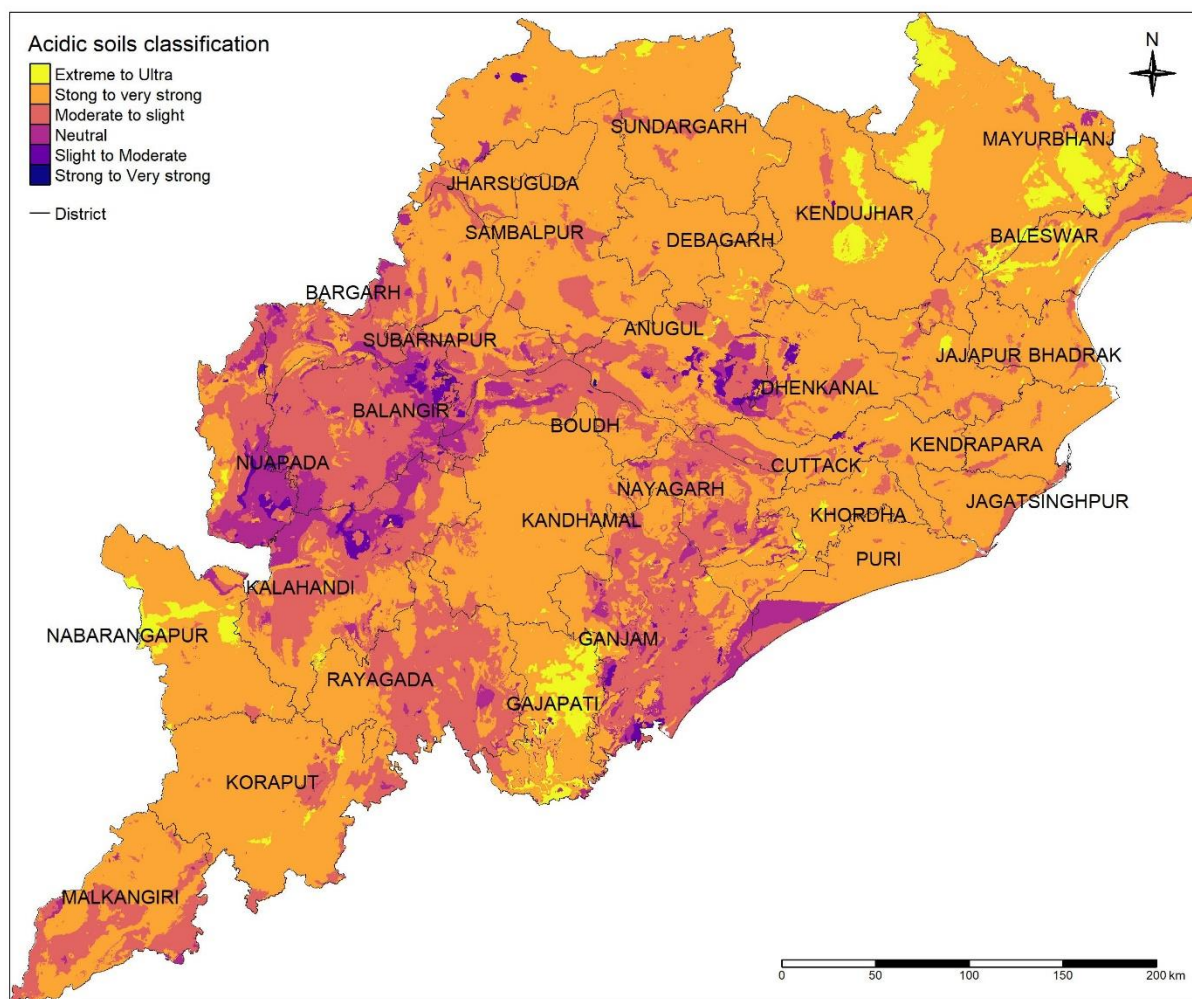 Acidic soils classification
Extreme to Ultra
Stong to very strong
Moderate to slight
Neutral
Slight to Moderate
Strong to Very strong
District
N
SUNDARGARH
MAYURBHANJ
JHARSUGUDA
KENDUJHAR
SAMBALPUR
DEBAGARH
BALESWAR
BARGARH
SUBARNAPUR
ANUGUL
JAJAPUR
BHADRAK
DHENKANAL
BALANGIR
BOUDH
KENDRAPARA
NUAPADA
CUTTACK
NAYAGARH
JAGATSINGHPUR
KANDHAMAL
KHORDHA
PURI
KALAHANDI
NABARANGAPUR
GANJAM
RAYAGADA
GAJAPATI
KORAPUT
MALKANGIRI
0 50 100 150 200 km